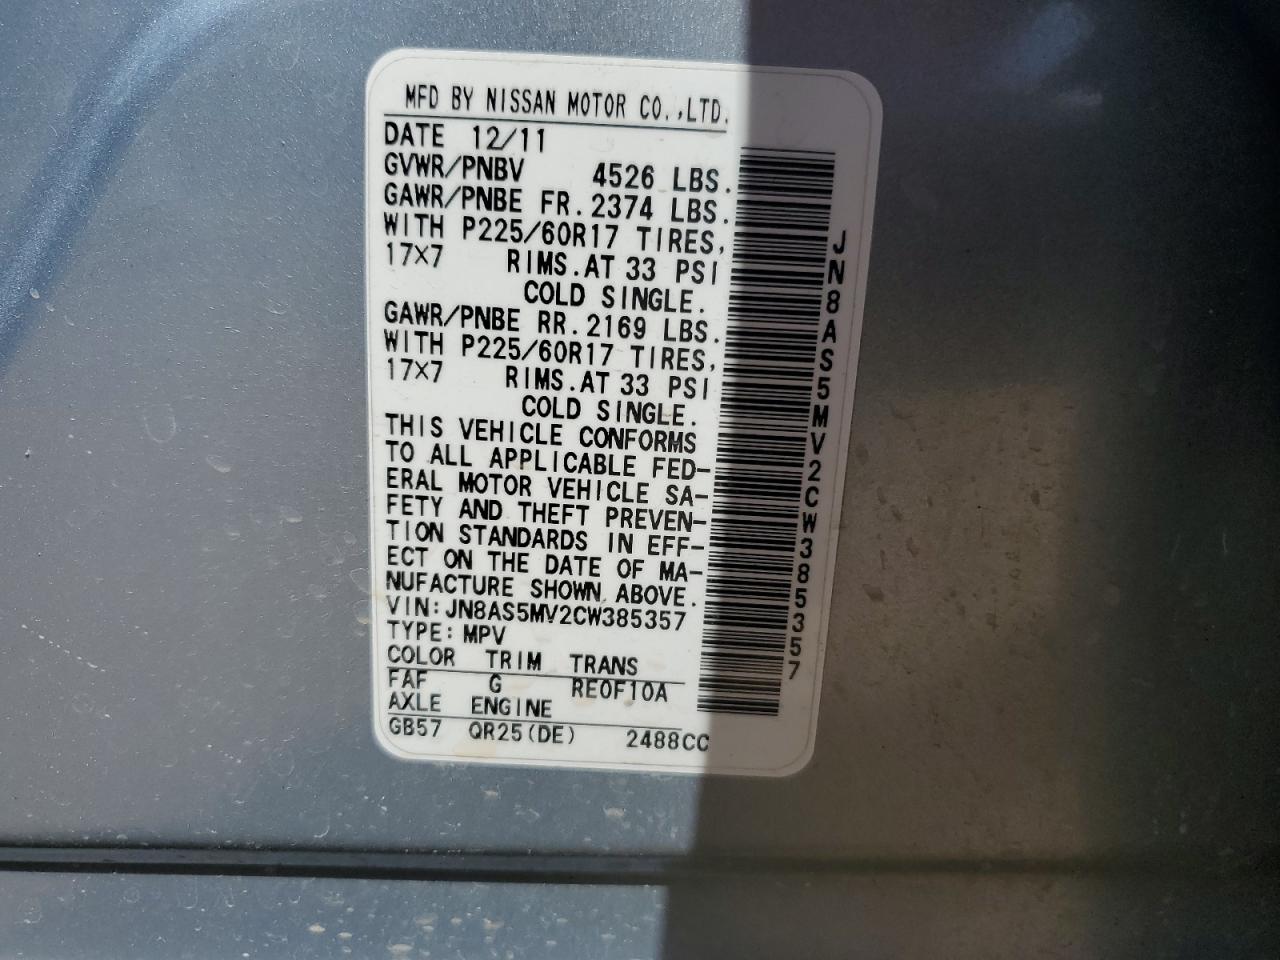 MFD BY NISSAN MOTOR CO.,LTD.
DATE 12/11
GVWR/PNBV 4526 LBS.
GAWR/PNBE FR.2374 LBS.
WITH P225/60R17 TIRES,
17×7 RIMS.AT 33 PSI
COLD SINGLE.
GAWR/PNBE RR.2169 LBS.
WITH P225/60R17 TIRES,
17×7 RIMS.AT 33 PSI
COLD SINGLE.
THIS VEHICLE CONFORMS
TO ALL APPLICABLE FED-
ERAL MOTOR VEHICLE SA-
FETY AND THEFT PREVEN-
TION STANDARDS IN EFF-
ECT ON THE DATE OF MA-
NUFACTURE SHOWN ABOVE.
VIN:JN8AS5MV2CW385357
TYPE:MPV
COLOR TRIM TRANS
FAF G RE0F10A
AXLE ENGINE
GB57 QR25(DE) 2488CC
JN8AS5MV2CW385357